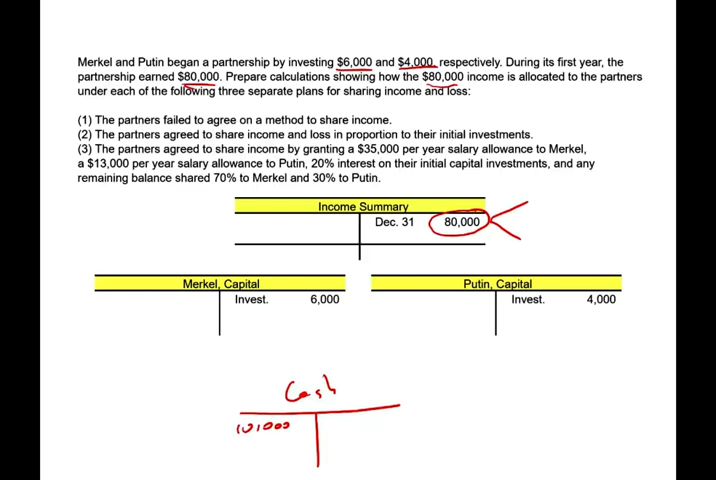 Merkel and Putin began a partnership by investing $6,000 and $4,000, respectively. During its first year, the
partnership earned $80,000. Prepare calculations showing how the $80,000 income is allocated to the partners
under each of the following three separate plans for sharing income and loss:
(1) The partners failed to agree on a method to share income.
(2) The partners agreed to share income and loss in proportion to their initial investments.
(3) The partners agreed to share income by granting a $35,000 per year salary allowance to Merkel,
a $13,000 per year salary allowance to Putin, 20% interest on their initial capital investments, and any
remaining balance shared 70% to Merkel and 30% to Putin.
Income Summary
Dec. 31 80,000
Merkel, Capital Putin, Capital
Invest. 6,000 Invest. 4,000
Cash
10,000